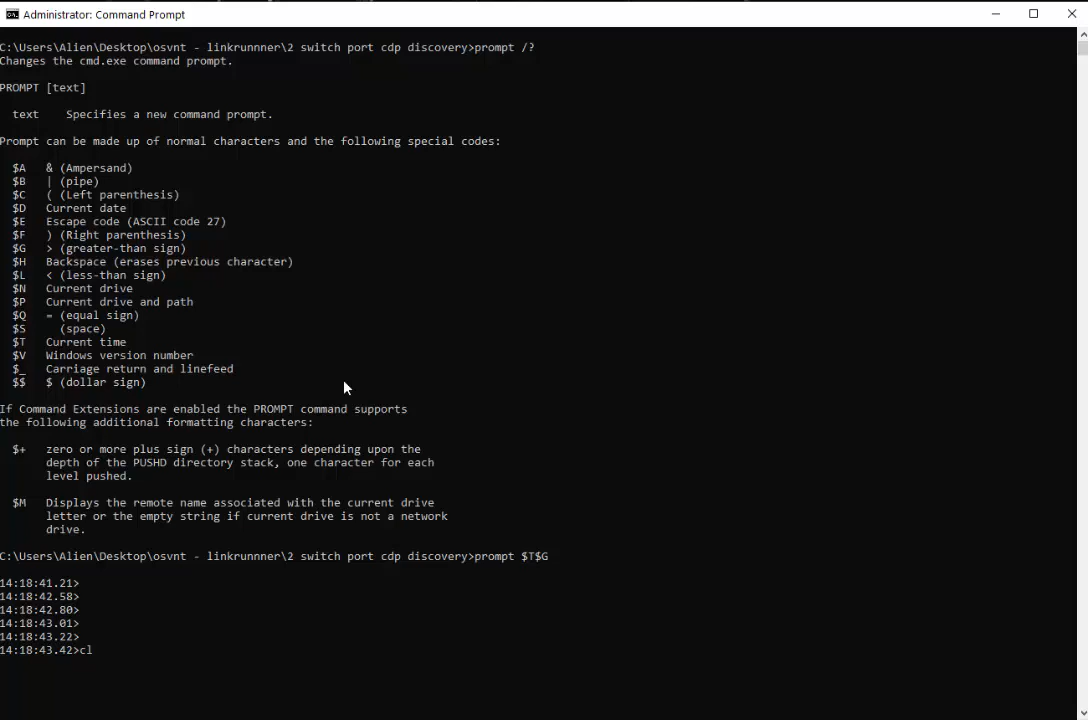 Administrator: Command Prompt
C:\Users\Alien\Desktop\osvnt - linkrunnner\2 switch port cdp discovery>prompt /?
Changes the cmd.exe command prompt.
PROMPT [text]
text    Specifies a new command prompt.
Prompt can be made up of normal characters and the following special codes:
$A   & (Ampersand)
$B   | (pipe)
$C   ( (Left parenthesis)
$D   Current date
$E   Escape code (ASCII code 27)
$F   ) (Right parenthesis)
$G   > (greater-than sign)
$H   Backspace (erases previous character)
$L   < (less-than sign)
$N   Current drive
$P   Current drive and path
$Q   = (equal sign)
$S     (space)
$T   Current time
$V   Windows version number
$_   Carriage return and linefeed
$$   $ (dollar sign)
If Command Extensions are enabled the PROMPT command supports
the following additional formatting characters:
$+   zero or more plus sign (+) characters depending upon the
depth of the PUSHD directory stack, one character for each
level pushed.
$M   Displays the remote name associated with the current drive
letter or the empty string if current drive is not a network
drive.
C:\Users\Alien\Desktop\osvnt - linkrunnner\2 switch port cdp discovery>prompt $T$G
14:18:41.21>
14:18:42.58>
14:18:42.80>
14:18:43.01>
14:18:43.22>
14:18:43.42>cl